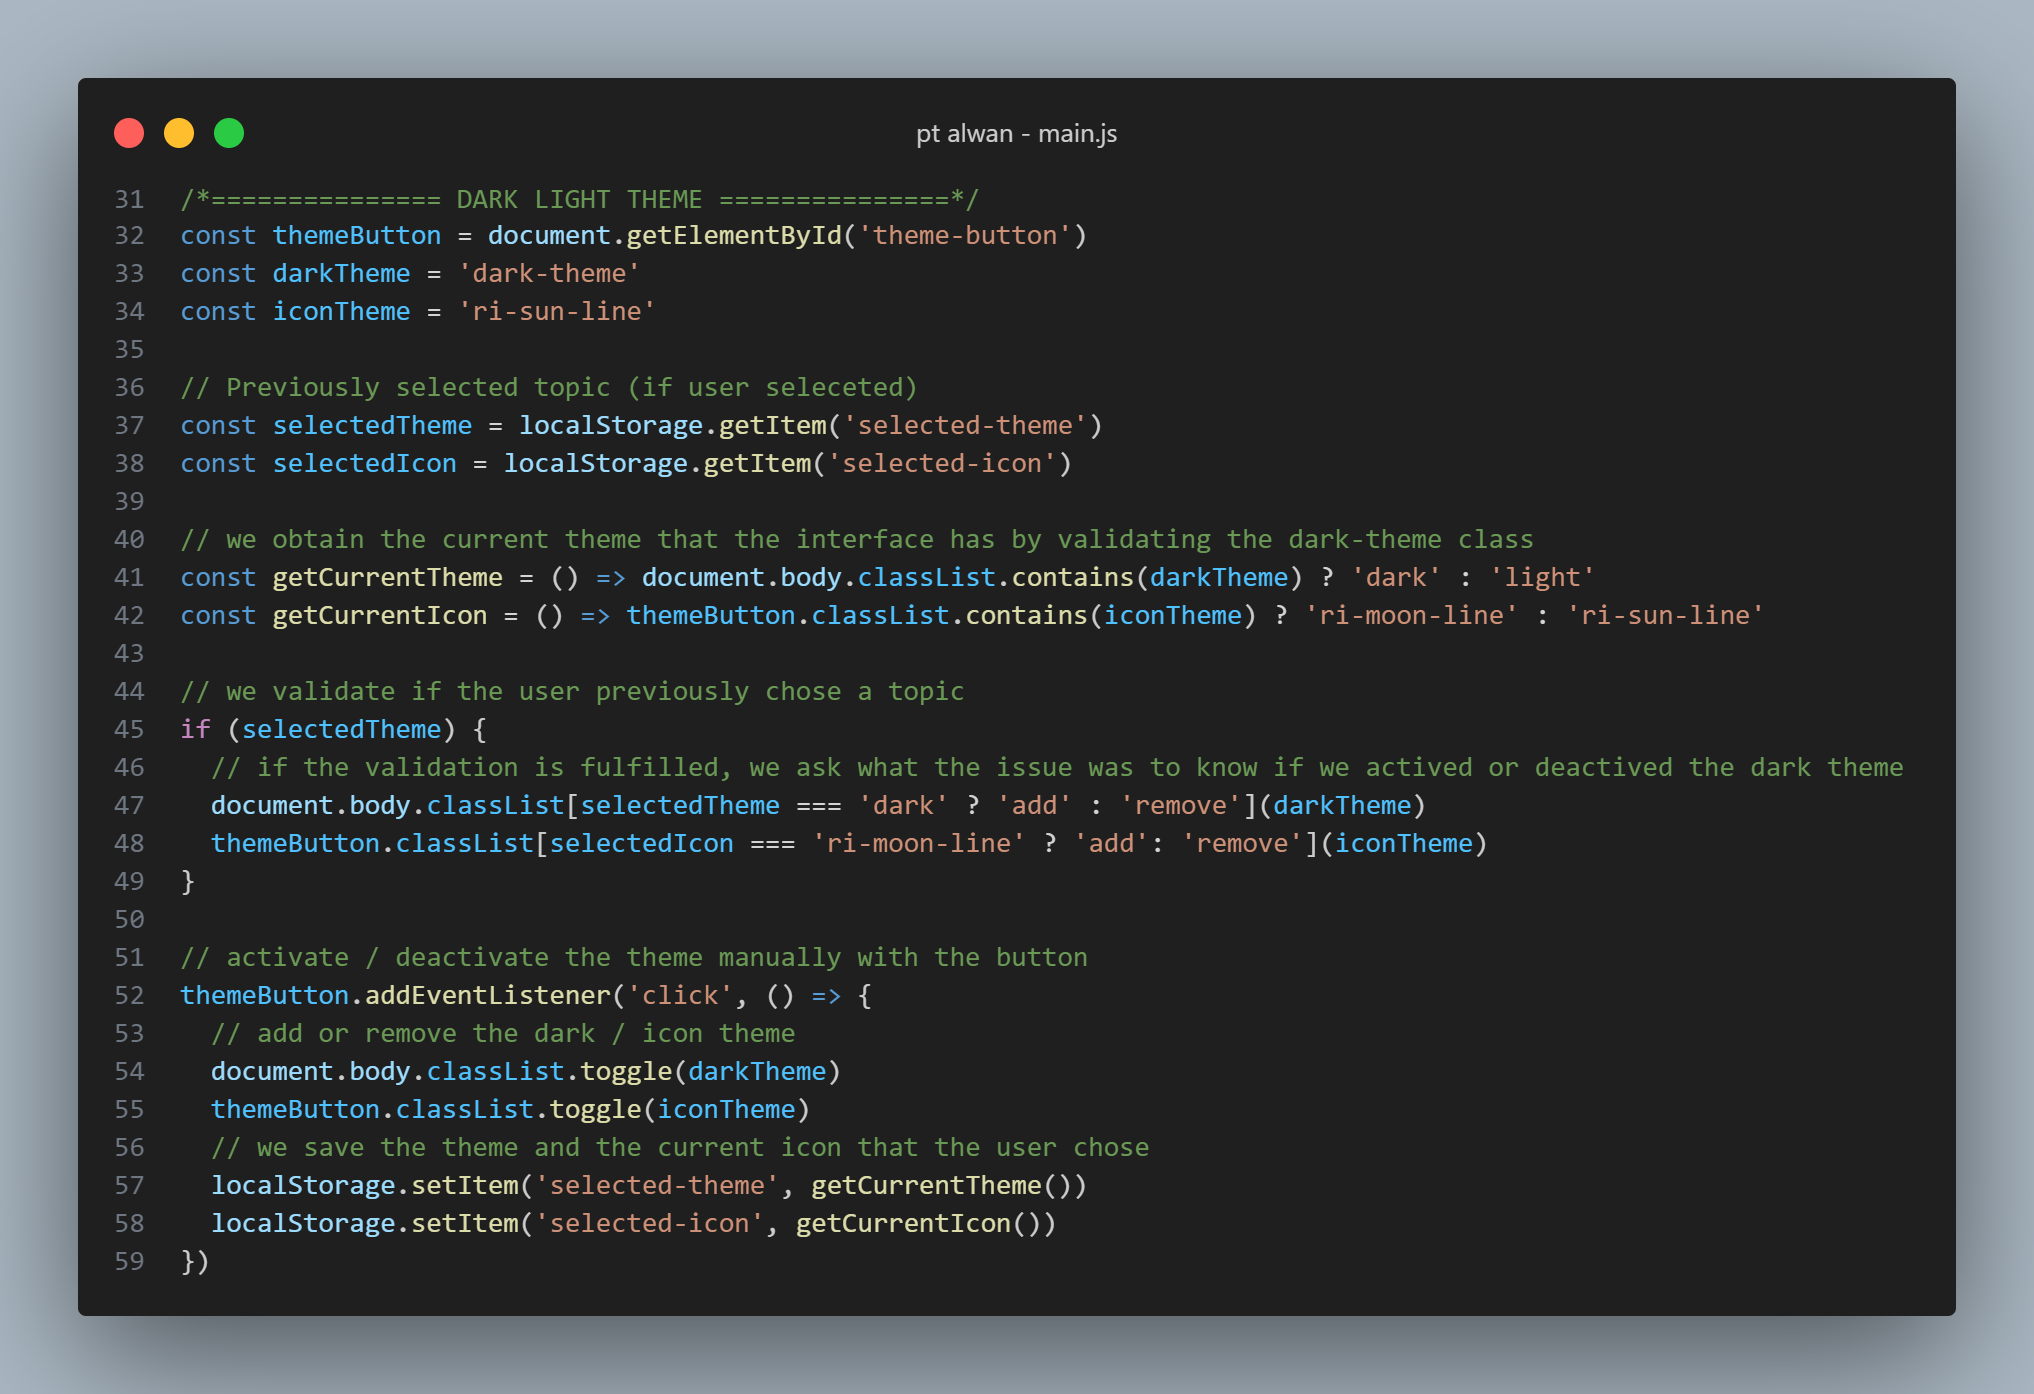 pt alwan - main.js
31 /*=============== DARK LIGHT THEME ===============*/
32 const themeButton = document.getElementById('theme-button')
33 const darkTheme = 'dark-theme'
34 const iconTheme = 'ri-sun-line'
35
36 // Previously selected topic (if user seleceted)
37 const selectedTheme = localStorage.getItem('selected-theme')
38 const selectedIcon = localStorage.getItem('selected-icon')
39
40 // we obtain the current theme that the interface has by validating the dark-theme class
41 const getCurrentTheme = () => document.body.classList.contains(darkTheme) ? 'dark' : 'light'
42 const getCurrentIcon = () => themeButton.classList.contains(iconTheme) ? 'ri-moon-line' : 'ri-sun-line'
43
44 // we validate if the user previously chose a topic
45 if (selectedTheme) {
46   // if the validation is fulfilled, we ask what the issue was to know if we actived or deactived the dark theme
47   document.body.classList[selectedTheme === 'dark' ? 'add' : 'remove'](darkTheme)
48   themeButton.classList[selectedIcon === 'ri-moon-line' ? 'add': 'remove'](iconTheme)
49 }
50
51 // activate / deactivate the theme manually with the button
52 themeButton.addEventListener('click', () => {
53   // add or remove the dark / icon theme
54   document.body.classList.toggle(darkTheme)
55   themeButton.classList.toggle(iconTheme)
56   // we save the theme and the current icon that the user chose
57   localStorage.setItem('selected-theme', getCurrentTheme())
58   localStorage.setItem('selected-icon', getCurrentIcon())
59 })